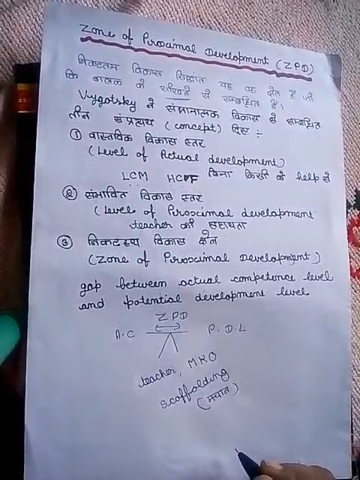 Zone of Proximal Development (ZPD)
निकटतम विकास सिद्धान्त यह वह क्षेत्र है जो
कि बालक के सीखने से सम्बन्धित है।
Vygotsky ने संज्ञानात्मक विकास से सम्बन्धित
तीन संप्रत्यय (concept) दिए :-
① वास्तविक विकास स्तर
(Level of Actual development)
LCM HCF बिना किसी के help से
② संभावित विकास स्तर
(Level of Proximal development
teacher की सहायता
③ निकटस्थ विकास क्षेत्र
(Zone of Proximal Development)
gap between actual competence level
and potential development level
ZPD
A.C P.D.L
teacher, MKO
Scaffolding